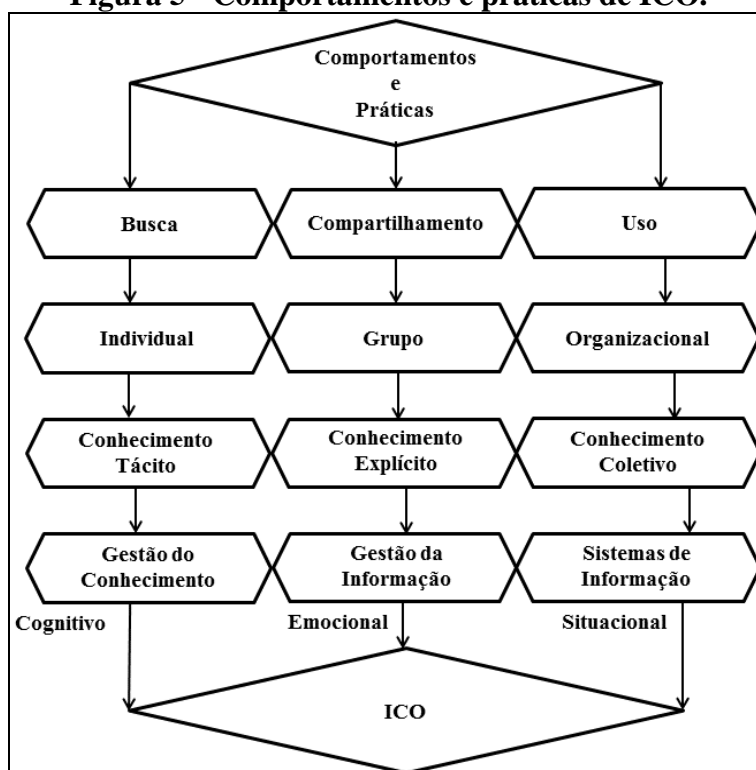 Figura 5 - Comportamentos e práticas de ICO.
Comportamentos
e
Práticas
Busca
Compartilhamento
Uso
Individual
Grupo
Organizacional
Conhecimento
Tácito
Conhecimento
Explícito
Conhecimento
Coletivo
Gestão do
Conhecimento
Gestão da
Informação
Sistemas de
Informação
Cognitivo
Emocional
Situacional
ICO